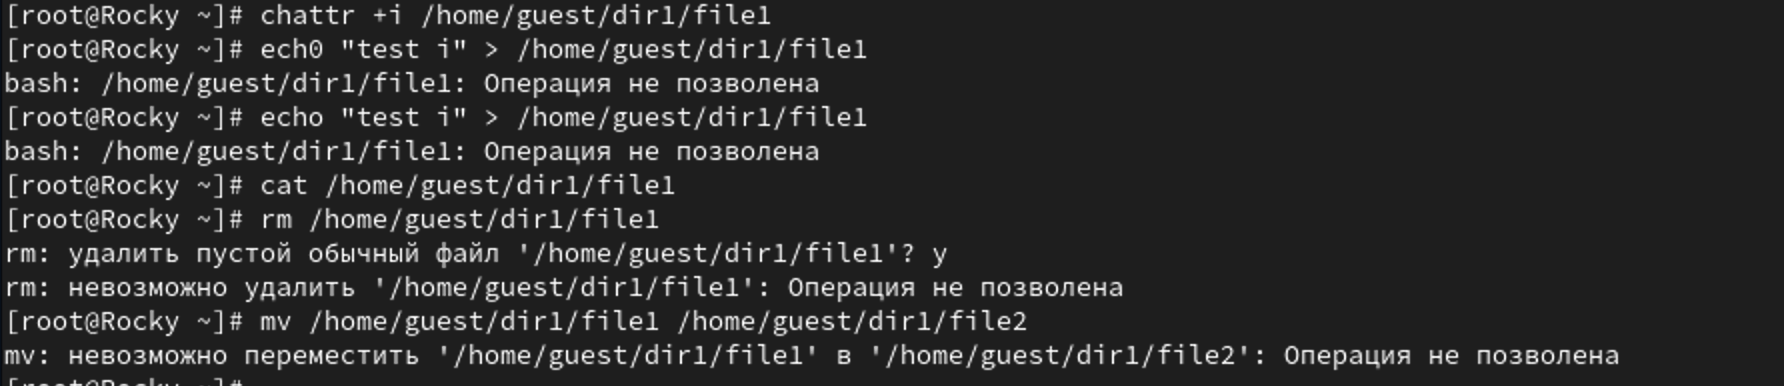 [root@Rocky ~]# chattr +i /home/guest/dir1/file1
[root@Rocky ~]# ech0 "test i" > /home/guest/dir1/file1
bash: /home/guest/dir1/file1: Операция не позволена
[root@Rocky ~]# echo "test i" > /home/guest/dir1/file1
bash: /home/guest/dir1/file1: Операция не позволена
[root@Rocky ~]# cat /home/guest/dir1/file1
[root@Rocky ~]# rm /home/guest/dir1/file1
rm: удалить пустой обычный файл '/home/guest/dir1/file1'? y
rm: невозможно удалить '/home/guest/dir1/file1': Операция не позволена
[root@Rocky ~]# mv /home/guest/dir1/file1 /home/guest/dir1/file2
mv: невозможно переместить '/home/guest/dir1/file1' в '/home/guest/dir1/file2': Операция не позволена